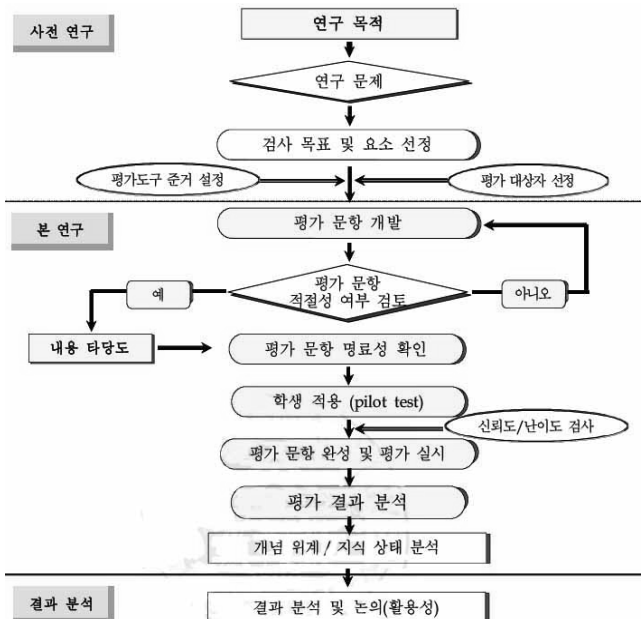 사전 연구
연구 목적
연구 문제
검사 목표 및 요소 선정
평가도구 준거 설정
평가 대상자 선정
본 연구
평가 문항 개발
평가 문항
적절성 여부 검토
예
아니오
내용 타당도
평가 문항 명료성 확인
학생 적용 (pilot test)
신뢰도/난이도 검사
평가 문항 완성 및 평가 실시
평가 결과 분석
개념 위계 / 지식 상태 분석
결과 분석
결과 분석 및 논의(활용성)